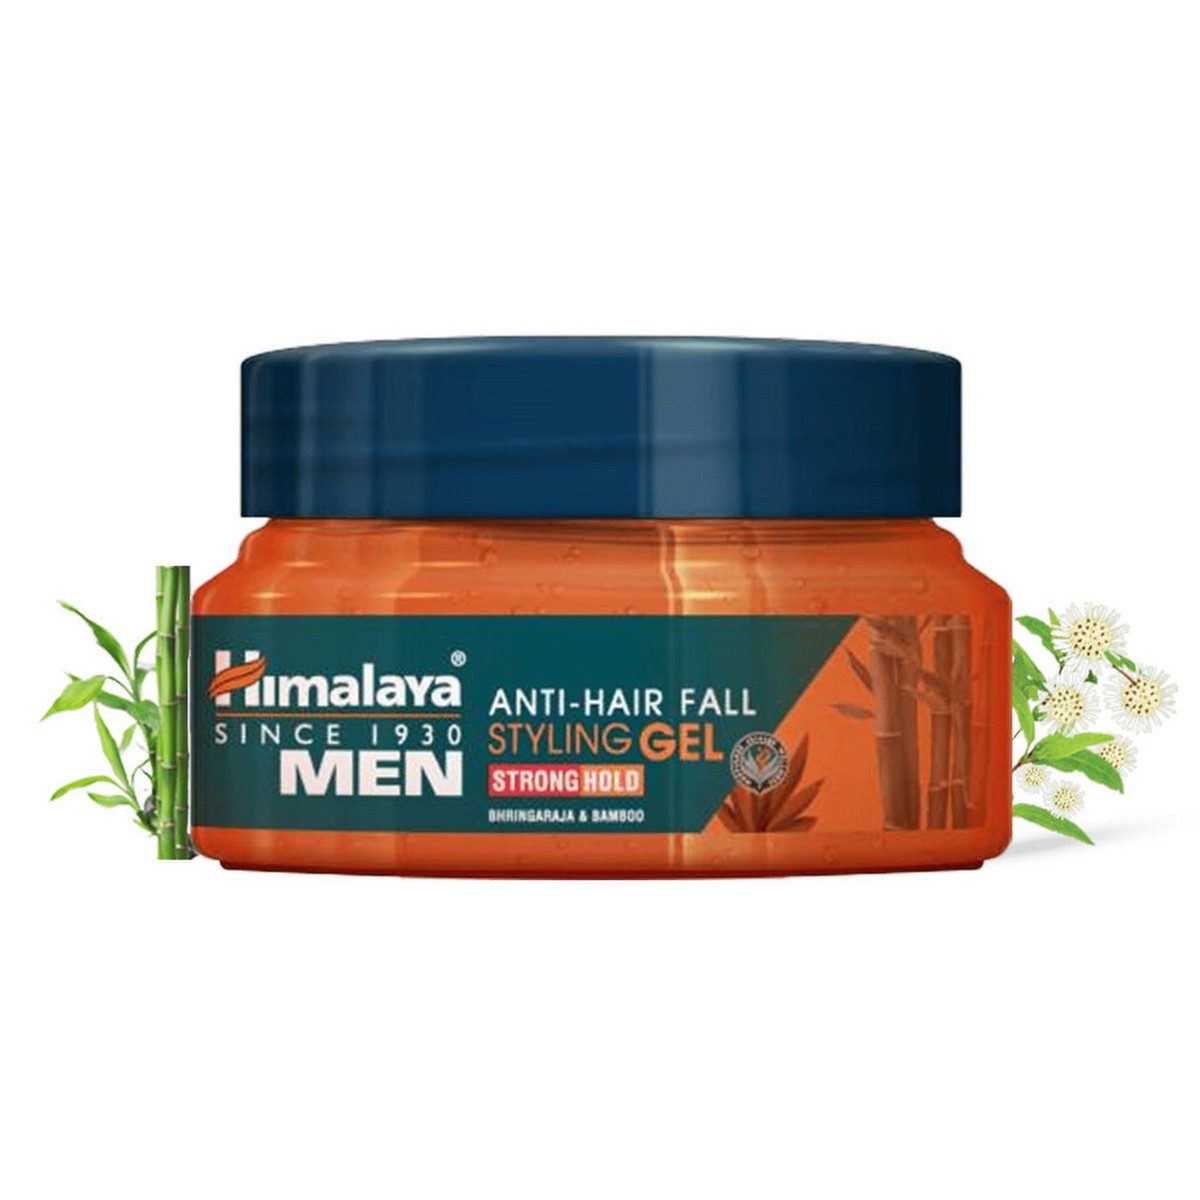 Himalaya®
SINCE 1930
MEN
ANTI-HAIR FALL
STYLING GEL
STRONG HOLD
BHRINGARAJA & BAMBOO